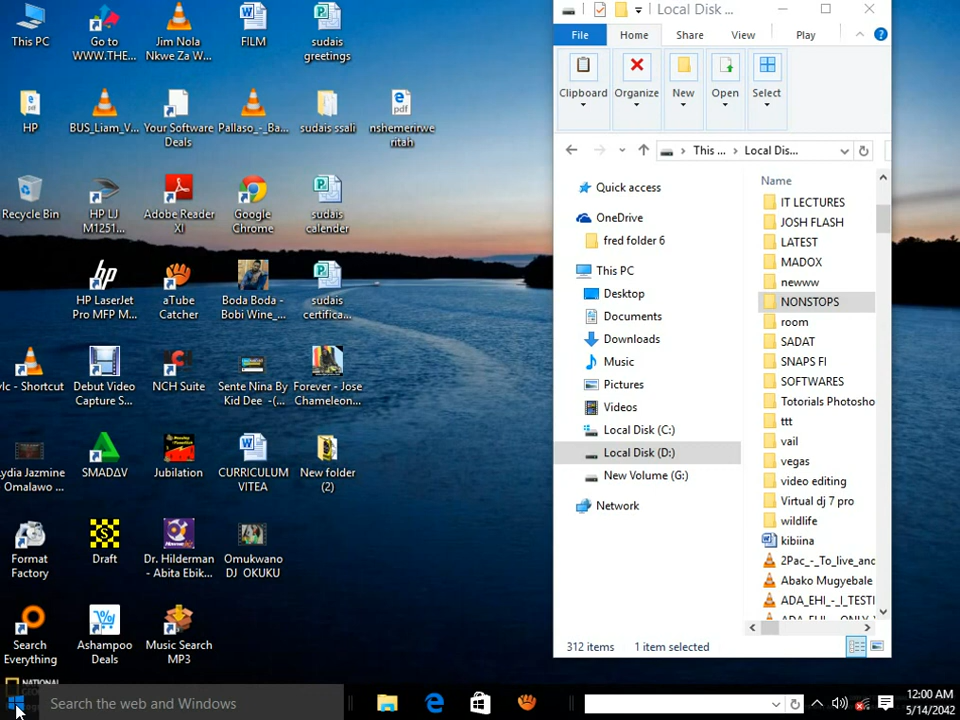 This PC
Go to
WWW.THE...
Jim Nola
Nkwe Za W...
FILM
sudais
greetings
HP
BUS_Liam_V...
Your Software
Deals
Pallaso_-_Ba...
sudais ssali
nshemerirwe
ritah
Recycle Bin
HP LJ
M1251...
Adobe Reader
XI
Google
Chrome
sudais
calender
HP LaserJet
Pro MFP M...
aTube
Catcher
Boda Boda -
Bobi Wine_...
sudais
certifica...
vlc - Shortcut
Debut Video
Capture S...
NCH Suite
Sente Nina By
Kid Dee -(...
Forever - Jose
Chameleon...
Lydia Jazmine
Omalawo ...
SMADAV
Jubilation
CURRICULUM
VITEA
New folder
(2)
Format
Factory
Draft
Dr. Hilderman
- Abita Ebik...
Omukwano
DJ OKUKU
Search
Everything
Ashampoo
Deals
Music Search
MP3
NATIONAL
Local Disk ...
File
Home
Share
View
Play
Clipboard
Organize
New
Open
Select
This ...
Local Dis...
Quick access
OneDrive
fred folder 6
This PC
Desktop
Documents
Downloads
Music
Pictures
Videos
Local Disk (C:)
Local Disk (D:)
New Volume (G:)
Network
Name
IT LECTURES
JOSH FLASH
LATEST
MADOX
newww
NONSTOPS
room
SADAT
SNAPS FI
SOFTWARES
Totorials Photosho
ttt
vail
vegas
video editing
Virtual dj 7 pro
wildlife
kibiina
2Pac_-_To_live_and
Abako Mugyebale
ADA_EHI_-_I_TESTI
312 items
1 item selected
Search the web and Windows
12:00 AM
5/14/2042